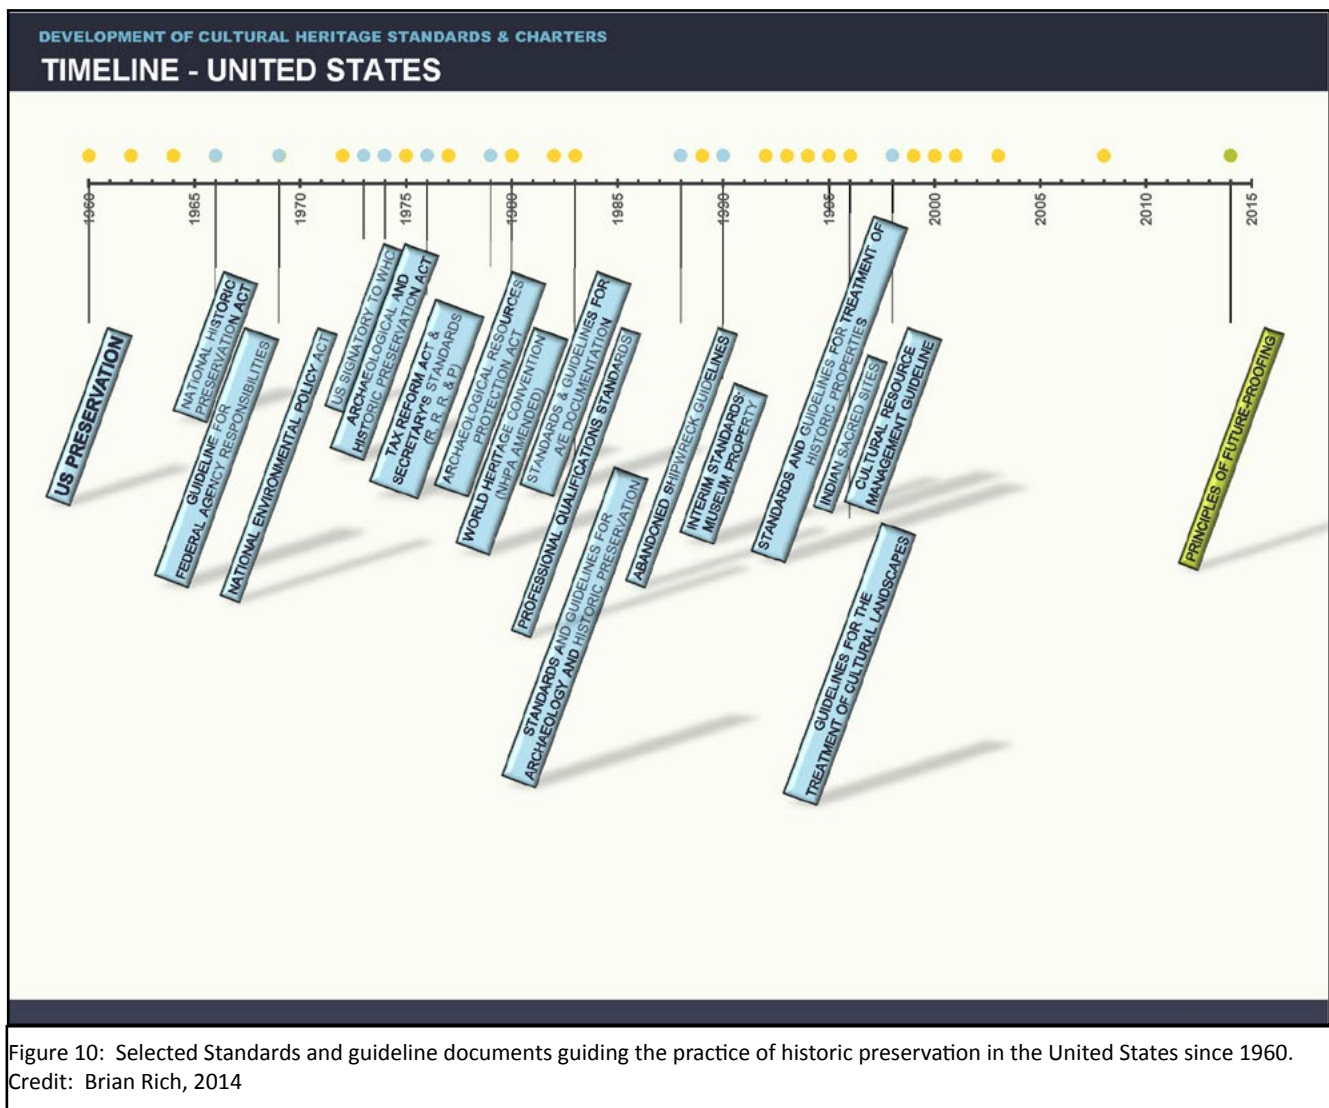 DEVELOPMENT OF CULTURAL HERITAGE STANDARDS & CHARTERS
TIMELINE - UNITED STATES
1960
1965
1970
1975
1980
1985
1990
1995
2000
2005
2010
2015
US PRESERVATION
NATIONAL HISTORIC
PRESERVATION ACT
GUIDELINE FOR
FEDERAL AGENCY RESPONSIBILITIES
NATIONAL ENVIRONMENTAL POLICY ACT
US SIGNATORY TO WHC
ARCHAEOLOGICAL AND
HISTORIC PRESERVATION ACT
TAX REFORM ACT &
SECRETARY'S STANDARDS
(R, R, R, & P)
ARCHAEOLOGICAL RESOURCES
PROTECTION ACT
WORLD HERITAGE CONVENTION
(NHPA AMENDED)
STANDARDS & GUIDELINES FOR
A/E DOCUMENTATION
PROFESSIONAL QUALIFICATIONS STANDARDS
STANDARDS AND GUIDELINES FOR
ARCHAEOLOGY AND HISTORIC PRESERVATION
ABANDONED SHIPWRECK GUIDELINES
INTERIM STANDARDS:
MUSEUM PROPERTY
STANDARDS AND GUIDELINES FOR TREATMENT OF
HISTORIC PROPERTIES
INDIAN SACRED SITES
CULTURAL RESOURCE
MANAGEMENT GUIDELINE
GUIDELINES FOR THE
TREATMENT OF CULTURAL LANDSCAPES
PRINCIPLES OF FUTURE-PROOFING
Figure 10: Selected Standards and guideline documents guiding the practice of historic preservation in the United States since 1960.
Credit: Brian Rich, 2014